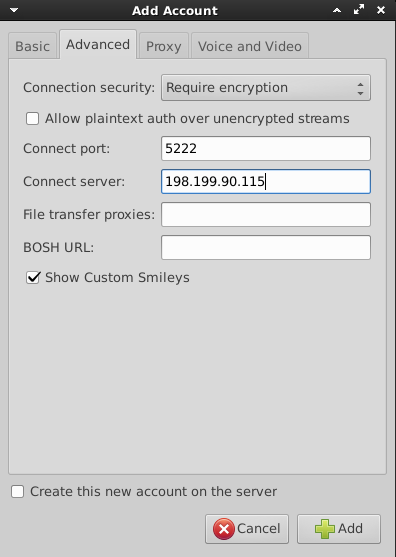 Add Account
Basic Advanced Proxy Voice and Video
Connection security: Require encryption
Allow plaintext auth over unencrypted streams
Connect port: 5222
Connect server: 198.199.90.115
File transfer proxies:
BOSH URL:
Show Custom Smileys
Create this new account on the server
Cancel Add